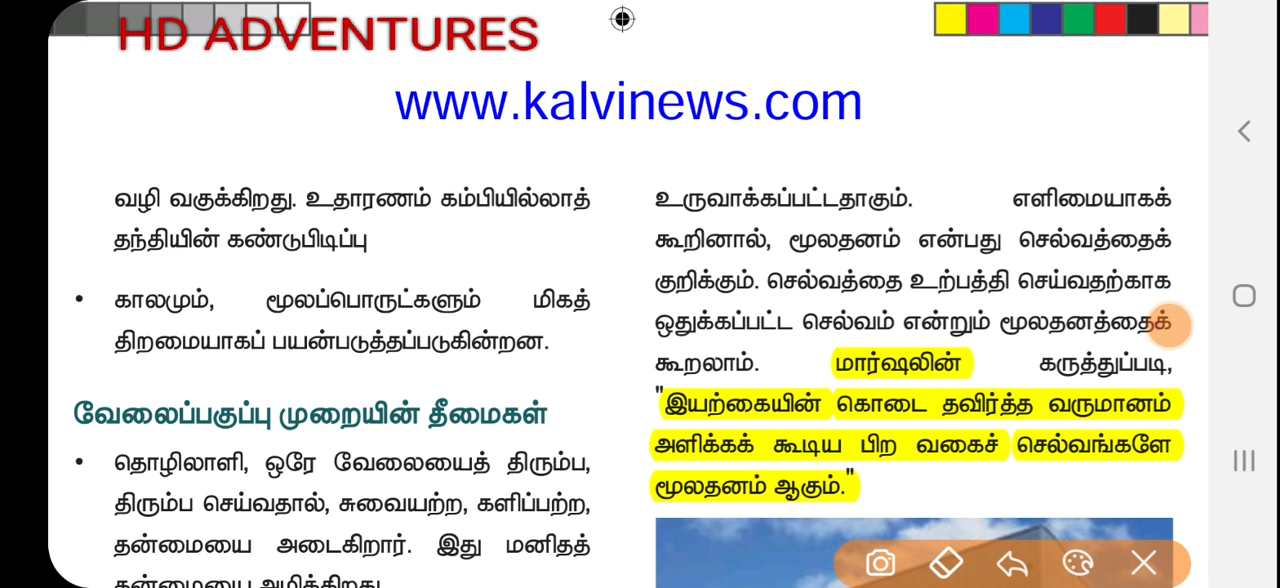 HD ADVENTURES
www.kalvinews.com
வழி வகுக்கிறது. உதாரணம் கம்பியில்லாத்
தந்தியின் கண்டுபிடிப்பு
• காலமும், மூலப்பொருட்களும் மிகத்
திறமையாகப் பயன்படுத்தப்படுகின்றன.
வேலைப்பகுப்பு முறையின் தீமைகள்
• தொழிலாளி, ஒரே வேலையைத் திரும்ப,
திரும்ப செய்வதால், சுவையற்ற, களிப்பற்ற,
தன்மையை அடைகிறார். இது மனிதத்
தன்மையை அழிக்கிறது.
உருவாக்கப்பட்டதாகும். எளிமையாகக்
கூறினால், மூலதனம் என்பது செல்வத்தைக்
குறிக்கும். செல்வத்தை உற்பத்தி செய்வதற்காக
ஒதுக்கப்பட்ட செல்வம் என்றும் மூலதனத்தைக்
கூறலாம். மார்ஷலின் கருத்துப்படி,
"இயற்கையின் கொடை தவிர்த்த வருமானம்
அளிக்கக் கூடிய பிற வகைச் செல்வங்களே
மூலதனம் ஆகும்."